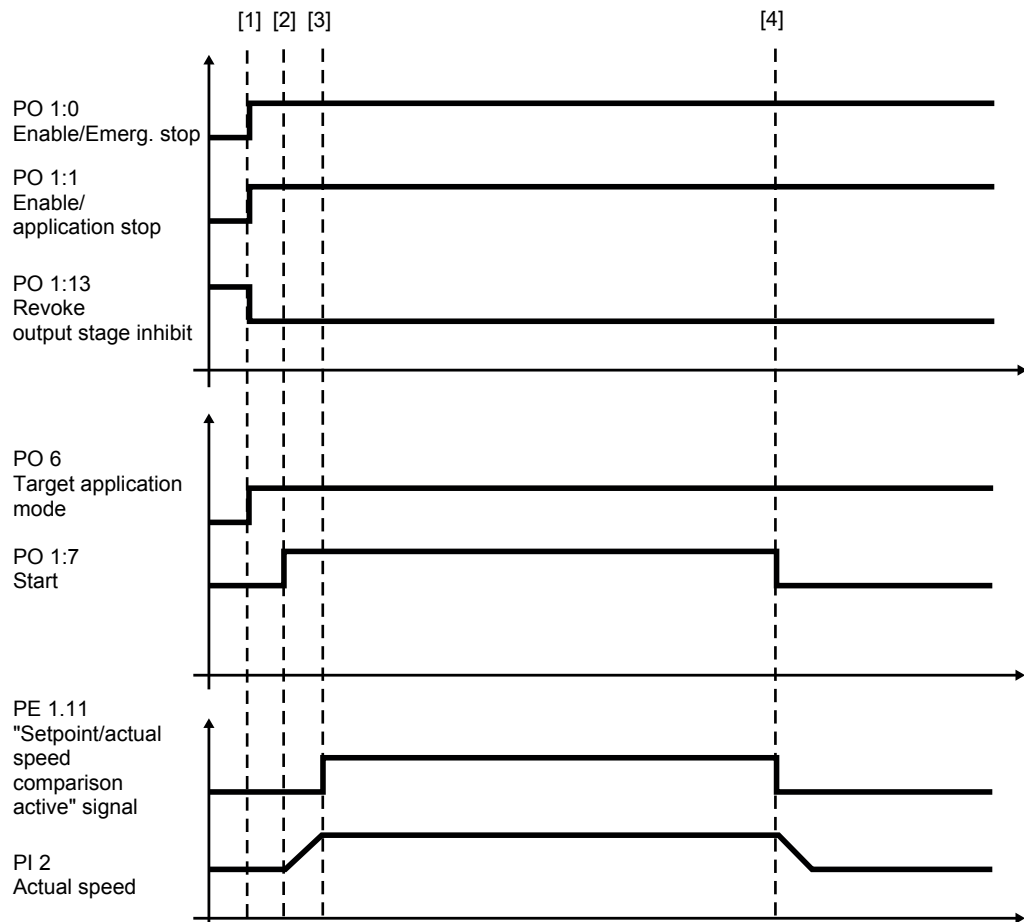 [1] [2] [3] [4]
PO 1:0
Enable/Emerg. stop
PO 1:1
Enable/
application stop
PO 1:13
Revoke
output stage inhibit
PO 6
Target application
mode
PO 1:7
Start
PE 1.11
"Setpoint/actual
speed
comparison
active" signal
PI 2
Actual speed